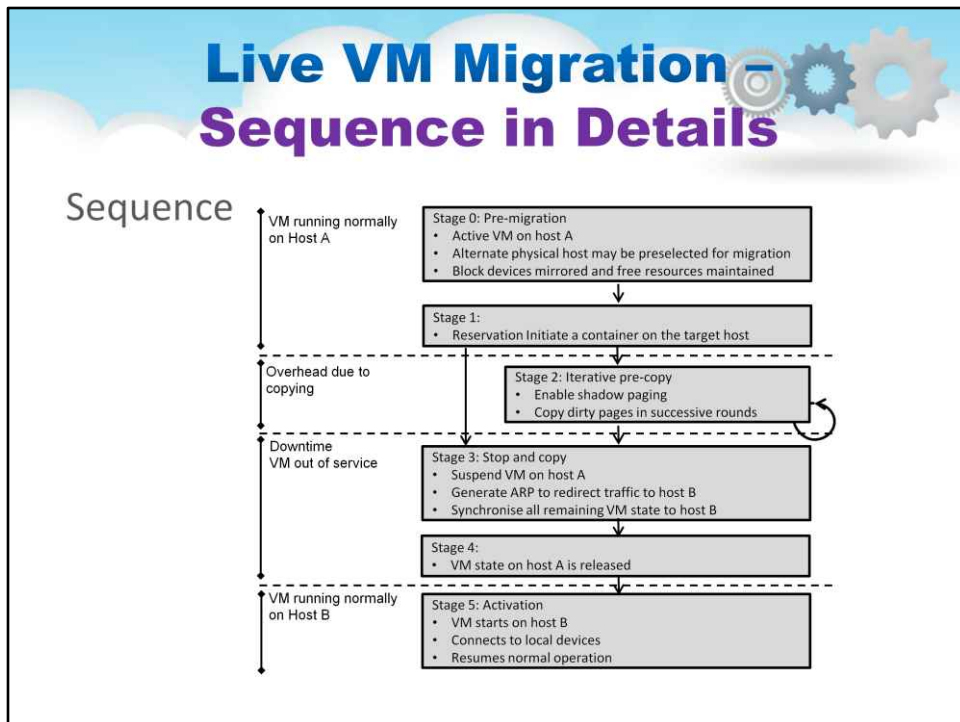 Live VM Migration –
Sequence in Details
Sequence
VM running normally
on Host A
Stage 0: Pre-migration
• Active VM on host A
• Alternate physical host may be preselected for migration
• Block devices mirrored and free resources maintained
Stage 1:
• Reservation Initiate a container on the target host
Overhead due to
copying
Stage 2: Iterative pre-copy
• Enable shadow paging
• Copy dirty pages in successive rounds
Downtime
VM out of service
Stage 3: Stop and copy
• Suspend VM on host A
• Generate ARP to redirect traffic to host B
• Synchronise all remaining VM state to host B
Stage 4:
• VM state on host A is released
VM running normally
on Host B
Stage 5: Activation
• VM starts on host B
• Connects to local devices
• Resumes normal operation